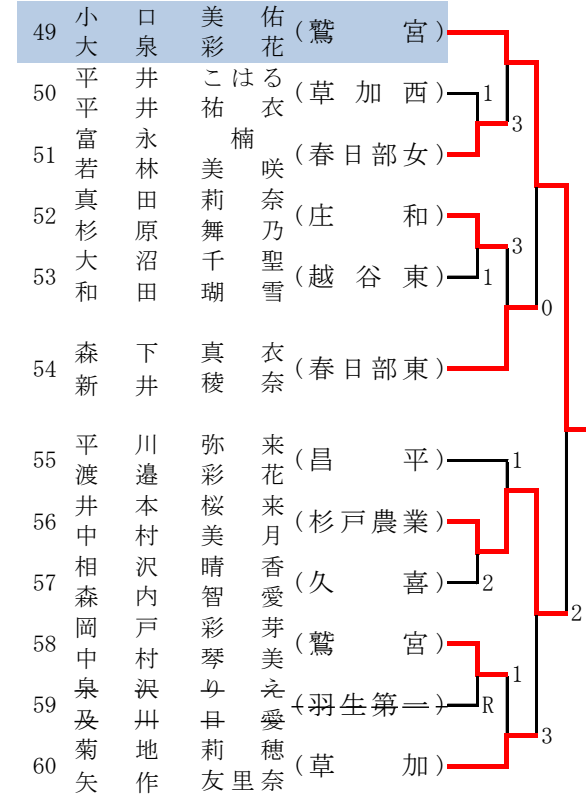 49 小口美佑 (鷲宮)
大泉彩花
50 平井こはる (草加西) 1
平井祐衣
3
51 富永楠 (春日部女)
若林美咲
52 真田莉奈 (庄和)
杉原舞乃
3
53 大沼千聖 (越谷東) 1
和田瑚雪
0
54 森下真衣 (春日部東)
新井稜奈
55 平川弥来 (昌平) 1
渡邉彩花
56 井本桜来 (杉戸農業)
中村美月
57 相沢晴香 (久喜) 2
森内智愛
2
58 岡戸彩芽 (鷲宮)
中村琴美
1
59 泉沢りえ (羽生第一) R
及川日愛
3
60 菊地莉穂 (草加)
矢作友里奈